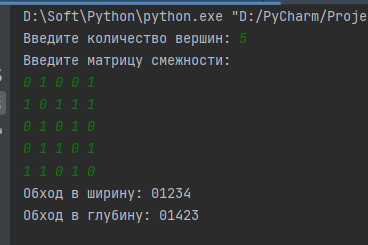 D:\Soft\Python\python.exe "D:/PyCharm/Proje
Введите количество вершин: 5
Введите матрицу смежности:
0 1 0 0 1
1 0 1 1 1
0 1 0 1 0
0 1 1 0 1
1 1 0 1 0
Обход в ширину: 01234
Обход в глубину: 01423